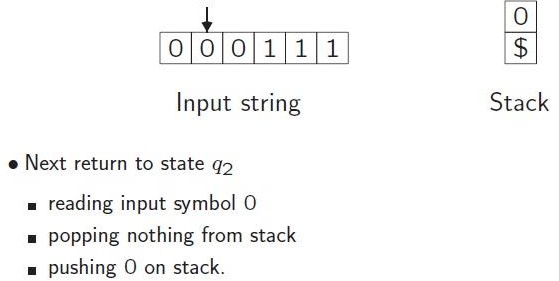 0
0 0 0 1 1 1 $
Input string Stack
• Next return to state q₂
▪ reading input symbol 0
▪ popping nothing from stack
▪ pushing 0 on stack.